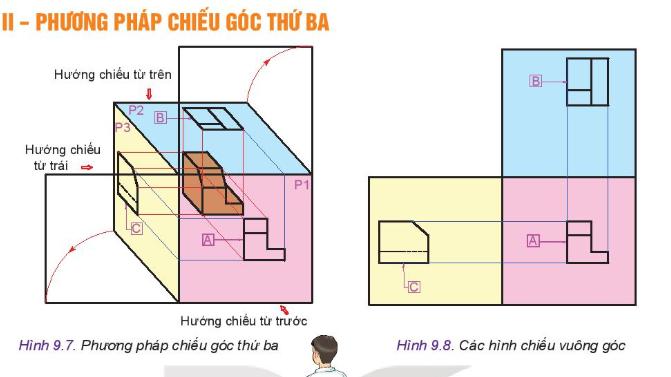 II – PHƯƠNG PHÁP CHIẾU GÓC THỨ BA
Hướng chiếu từ trên
P2
B
P3
Hướng chiếu
từ trái
P1
C
A
Hướng chiếu từ trước
Hình 9.7. Phương pháp chiếu góc thứ ba
B
A
C
Hình 9.8. Các hình chiếu vuông góc